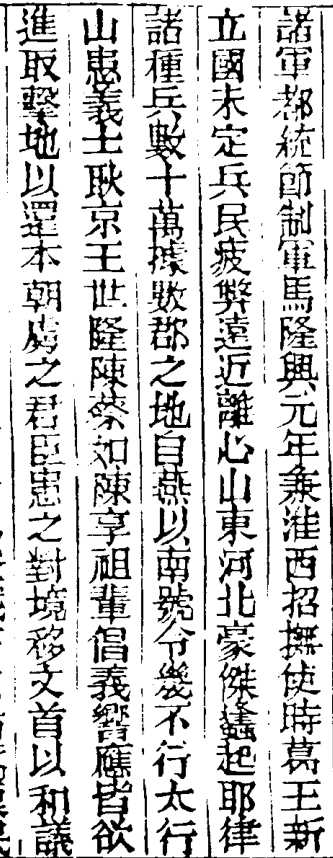 諸軍都統節制軍馬隆興元年兼淮西招撫使時葛王新
立國未定兵民疲弊遠近離心山東河北豪傑蠭起耶律
諸種兵數十萬據數郡之地自燕以南號令幾不行太行
山忠義士耿京王世隆陳蔡如陳享祖輩倡義響應皆欲
進取擊地以還本朝虜之君臣患之對境移文首以和議